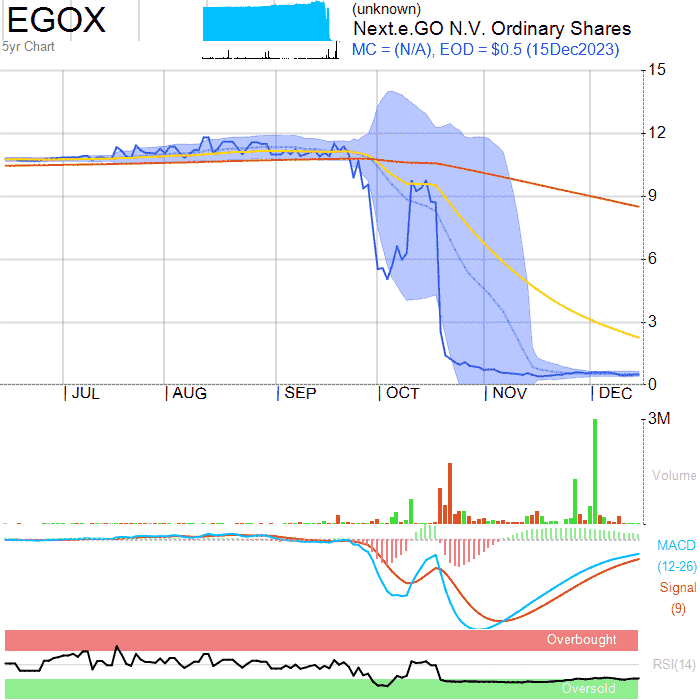 EGOX
5yr Chart
(unknown)
Next.e.GO N.V. Ordinary Shares
MC = (N/A), EOD = $0.5 (15Dec2023)
15
12
9
6
3
0
JUL AUG SEP OCT NOV DEC
3M
Volume
MACD
(12-26)
Signal
(9)
Overbought
RSI(14)
Oversold